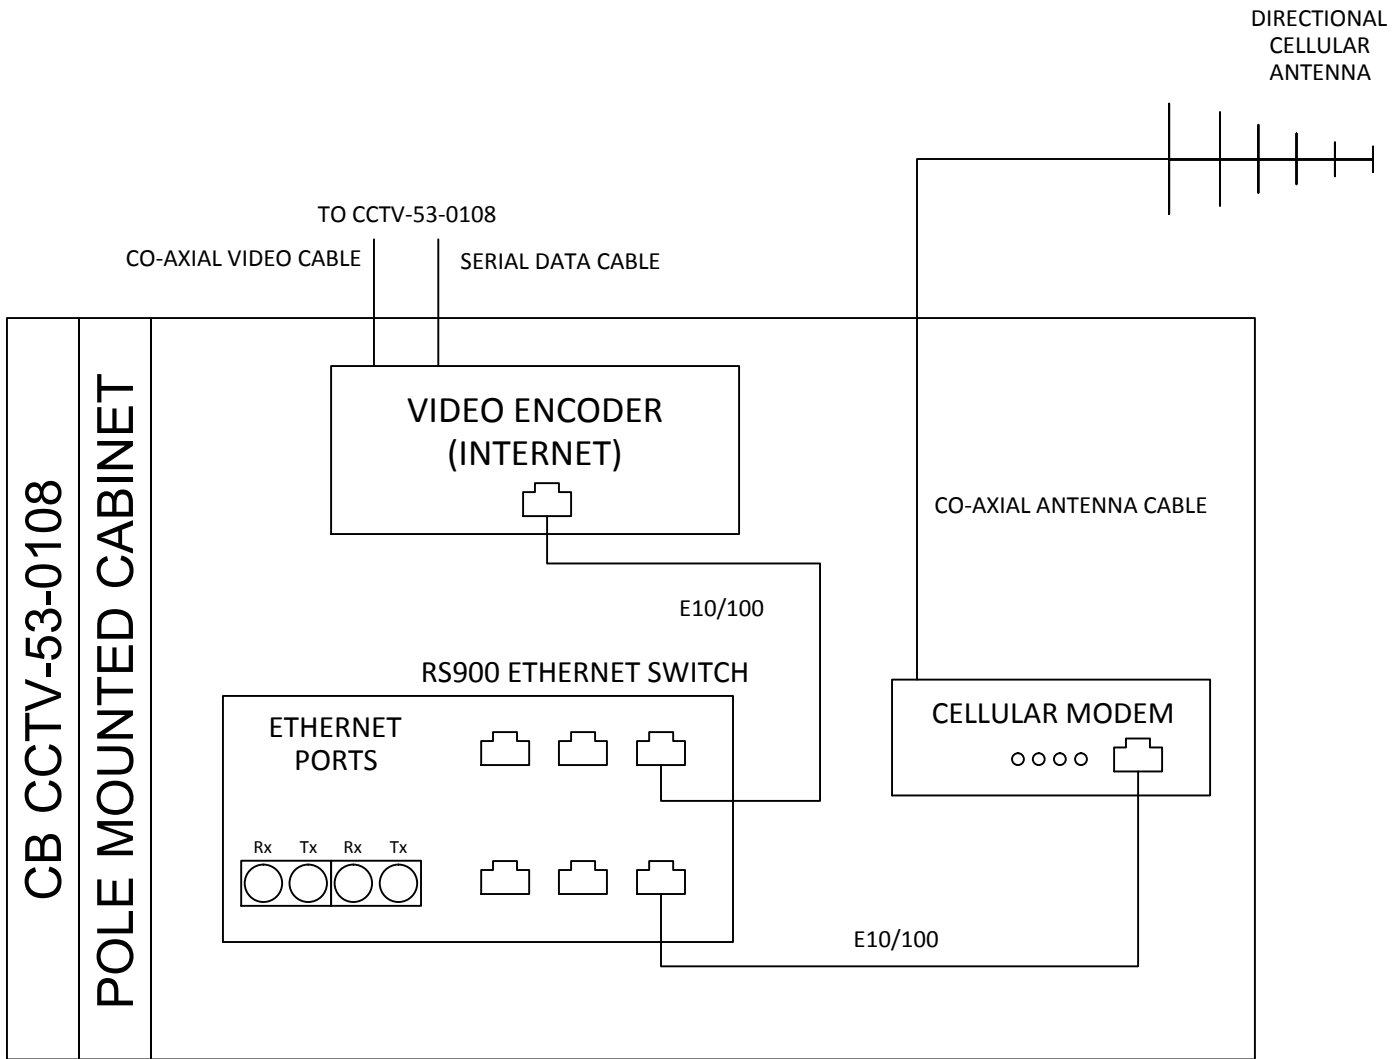 DIRECTIONAL
CELLULAR
ANTENNA
TO CCTV-53-0108
CO-AXIAL VIDEO CABLE
SERIAL DATA CABLE
CB CCTV-53-0108
POLE MOUNTED CABINET
VIDEO ENCODER
(INTERNET)
CO-AXIAL ANTENNA CABLE
E10/100
RS900 ETHERNET SWITCH
ETHERNET
PORTS
CELLULAR MODEM
Rx Tx Rx Tx
E10/100